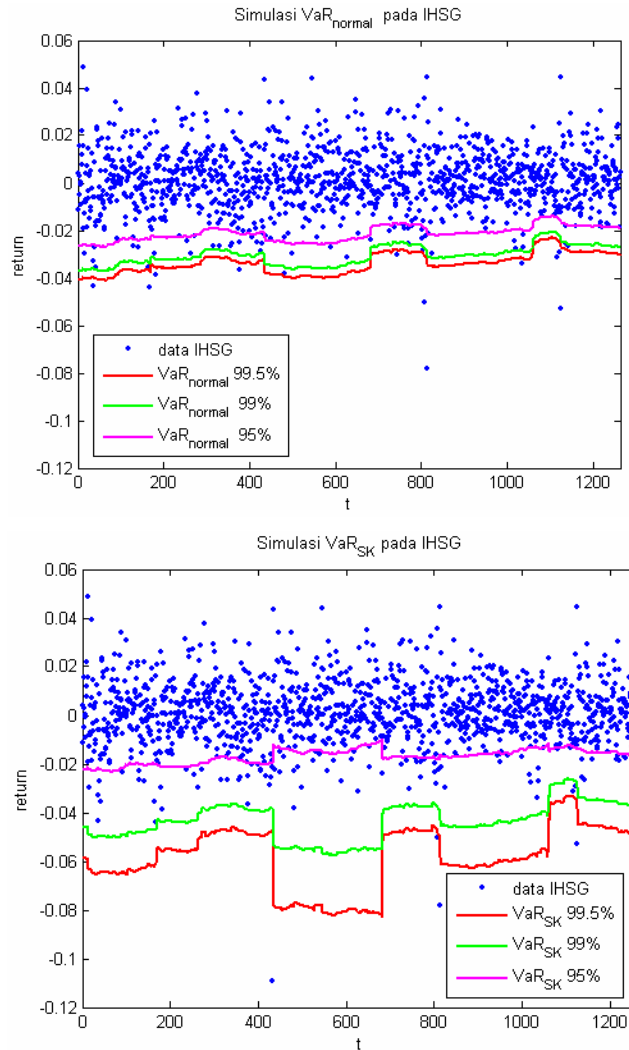 Simulasi VaR_normal pada IHSG
0.06
0.04
0.02
0
-0.02
-0.04
-0.06
-0.08
-0.1
-0.12
return
data IHSG
VaR_normal 99.5%
VaR_normal 99%
VaR_normal 95%
0 200 400 600 800 1000 1200
t
Simulasi VaR_SK pada IHSG
0.06
0.04
0.02
0
-0.02
-0.04
-0.06
-0.08
-0.1
-0.12
return
data IHSG
VaR_SK 99.5%
VaR_SK 99%
VaR_SK 95%
0 200 400 600 800 1000 1200
t